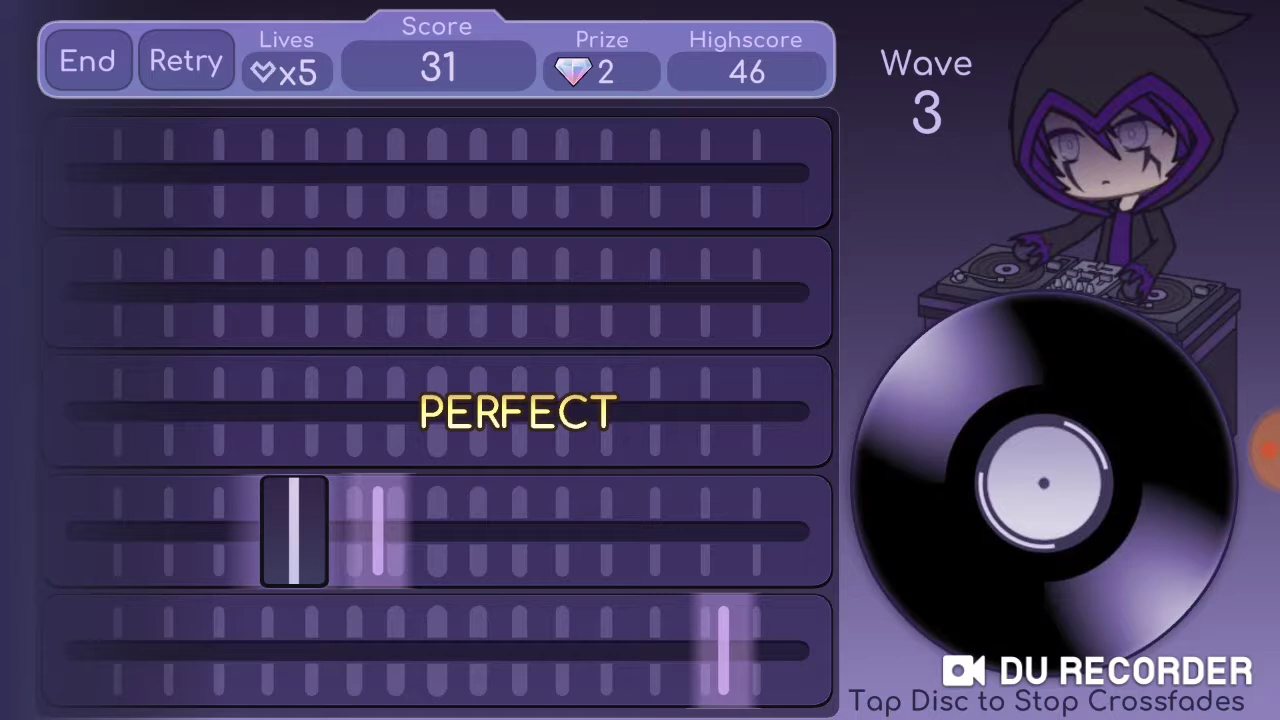 End
Retry
Lives
x5
Score
31
Prize
2
Highscore
46
Wave
3
PERFECT
DU RECORDER
Tap Disc to Stop Crossfades